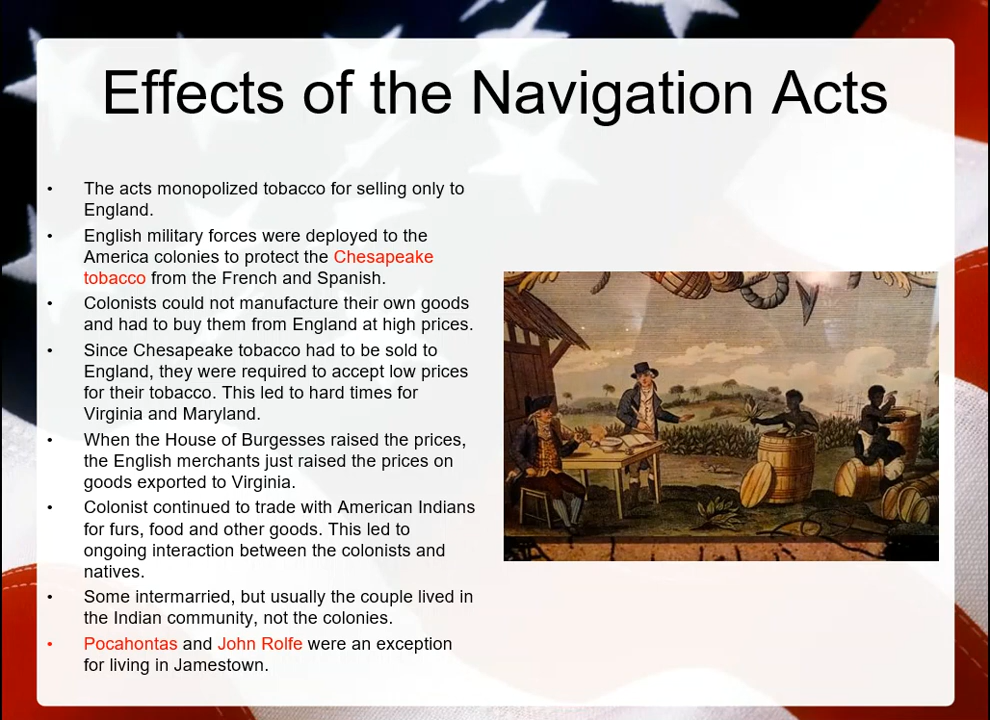 Effects of the Navigation Acts
• The acts monopolized tobacco for selling only to
England.
• English military forces were deployed to the
America colonies to protect the Chesapeake
tobacco from the French and Spanish.
• Colonists could not manufacture their own goods
and had to buy them from England at high prices.
• Since Chesapeake tobacco had to be sold to
England, they were required to accept low prices
for their tobacco. This led to hard times for
Virginia and Maryland.
• When the House of Burgesses raised the prices,
the English merchants just raised the prices on
goods exported to Virginia.
• Colonist continued to trade with American Indians
for furs, food and other goods. This led to
ongoing interaction between the colonists and
natives.
• Some intermarried, but usually the couple lived in
the Indian community, not the colonies.
• Pocahontas and John Rolfe were an exception
for living in Jamestown.